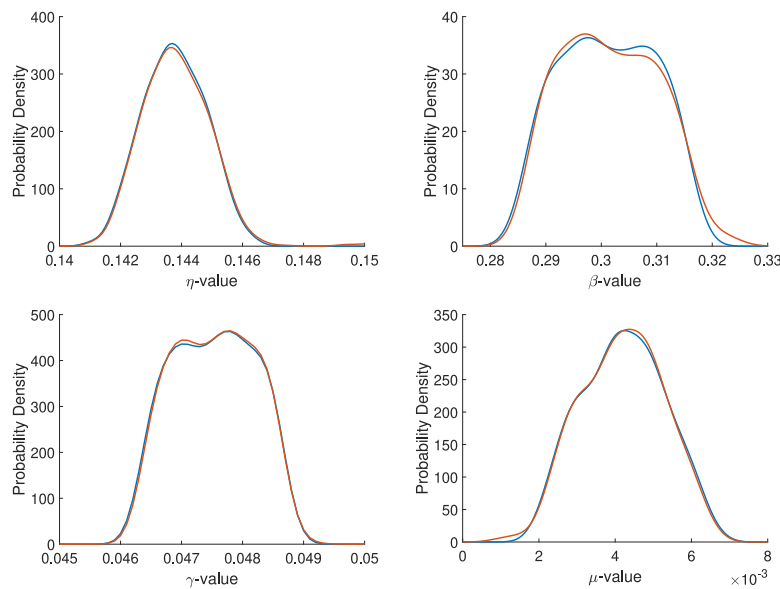 400
300
200
100
0
Probability Density
0.14 0.142 0.144 0.146 0.148 0.15
η-value
40
30
20
10
0
Probability Density
0.28 0.29 0.3 0.31 0.32 0.33
β-value
500
400
300
200
100
0
Probability Density
0.045 0.046 0.047 0.048 0.049 0.05
γ-value
350
300
250
200
150
100
50
0
Probability Density
0 2 4 6 8
μ-value
×10⁻³